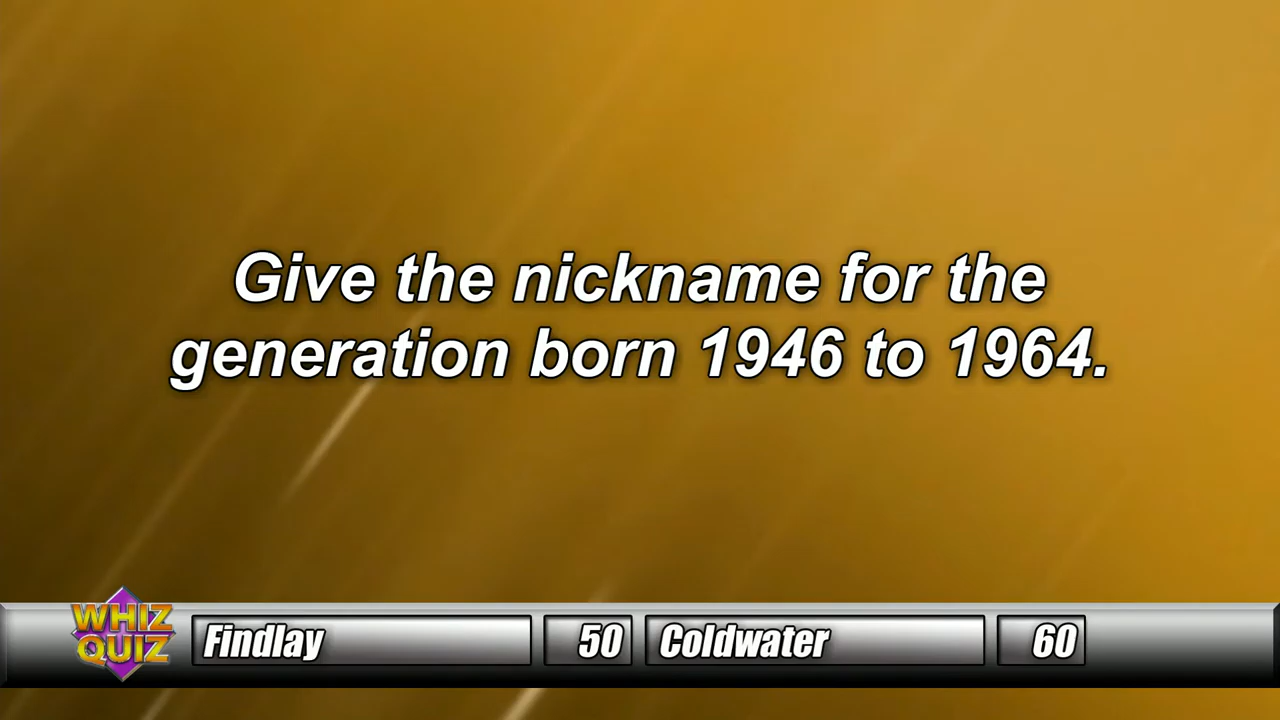 Give the nickname for the
generation born 1946 to 1964.
WHIZ
QUIZ
Findlay 50 Coldwater 60